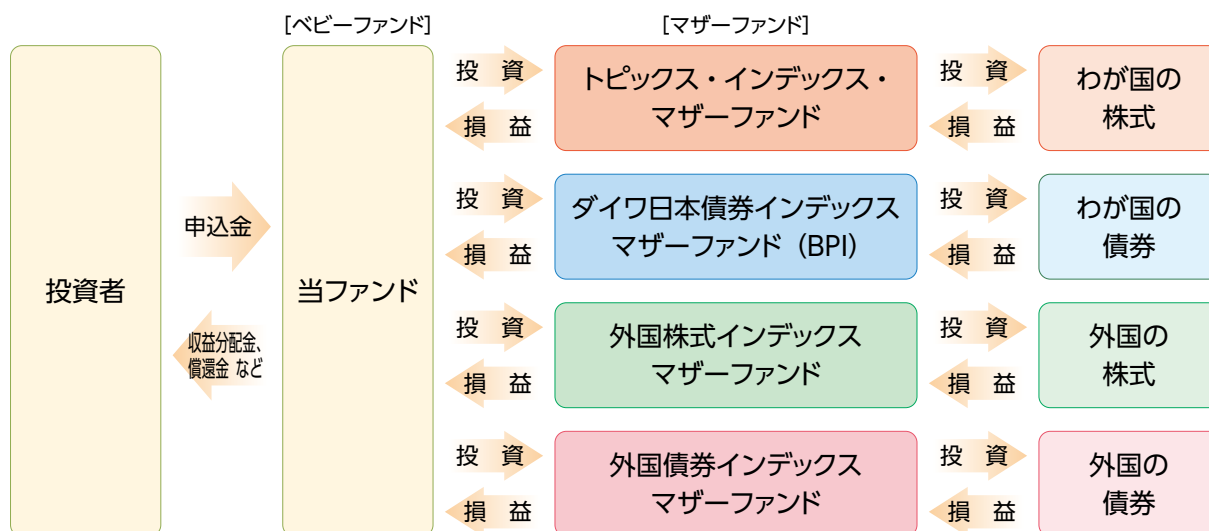 [ベビーファンド]
[マザーファンド]
投資者
申込金
収益分配金、
償還金 など
当ファンド
投 資
損 益
トピックス・インデックス・
マザーファンド
投 資
損 益
わが国の
株式
投 資
損 益
ダイワ日本債券インデックス
マザーファンド（BPI）
投 資
損 益
わが国の
債券
投 資
損 益
外国株式インデックス
マザーファンド
投 資
損 益
外国の
株式
投 資
損 益
外国債券インデックス
マザーファンド
投 資
損 益
外国の
債券